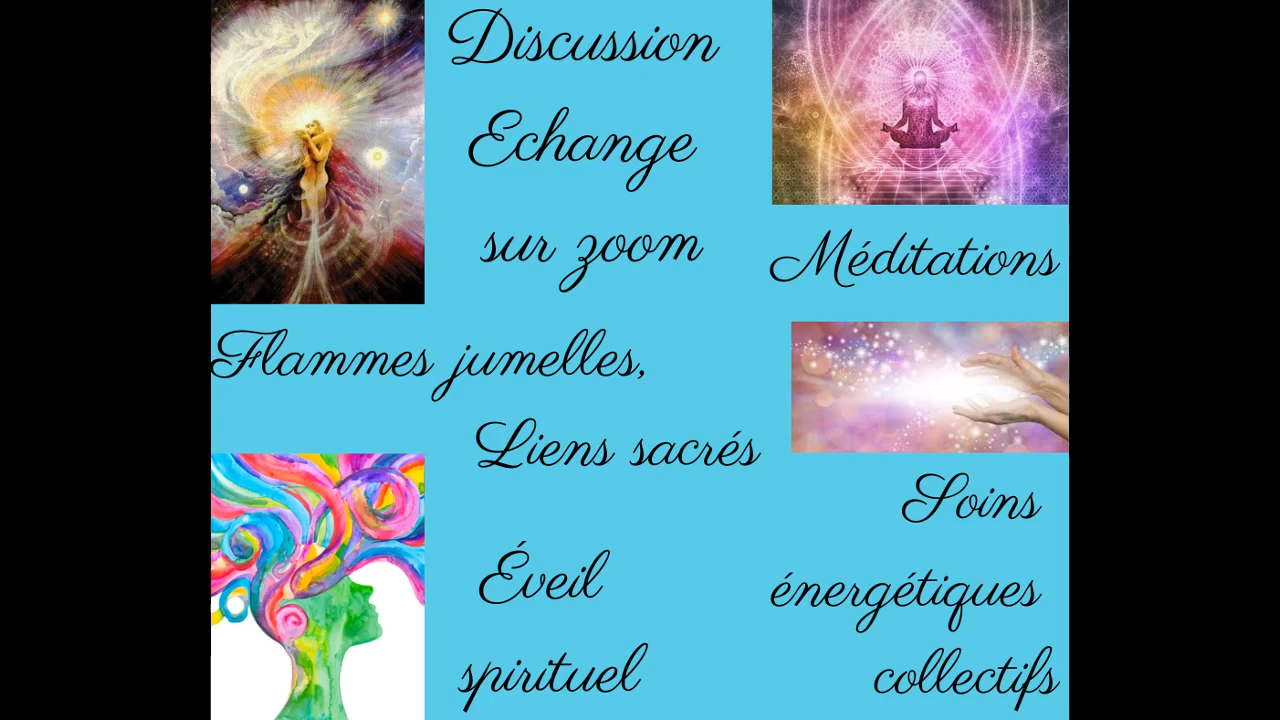 Discussion
Echange
sur zoom
Méditations
Flammes jumelles,
Liens sacrés
Soins
Éveil
énergétiques
spirituel
collectifs